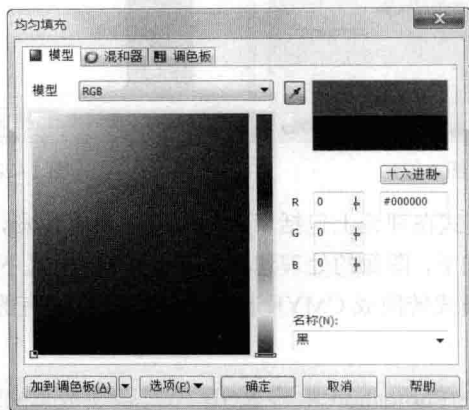 均匀填充
模型 混和器 调色板
模型 RGB
十六进制
R 0 #000000
G 0
B 0
名称(N):
黑
加到调色板(A) 选项(P) 确定 取消 帮助